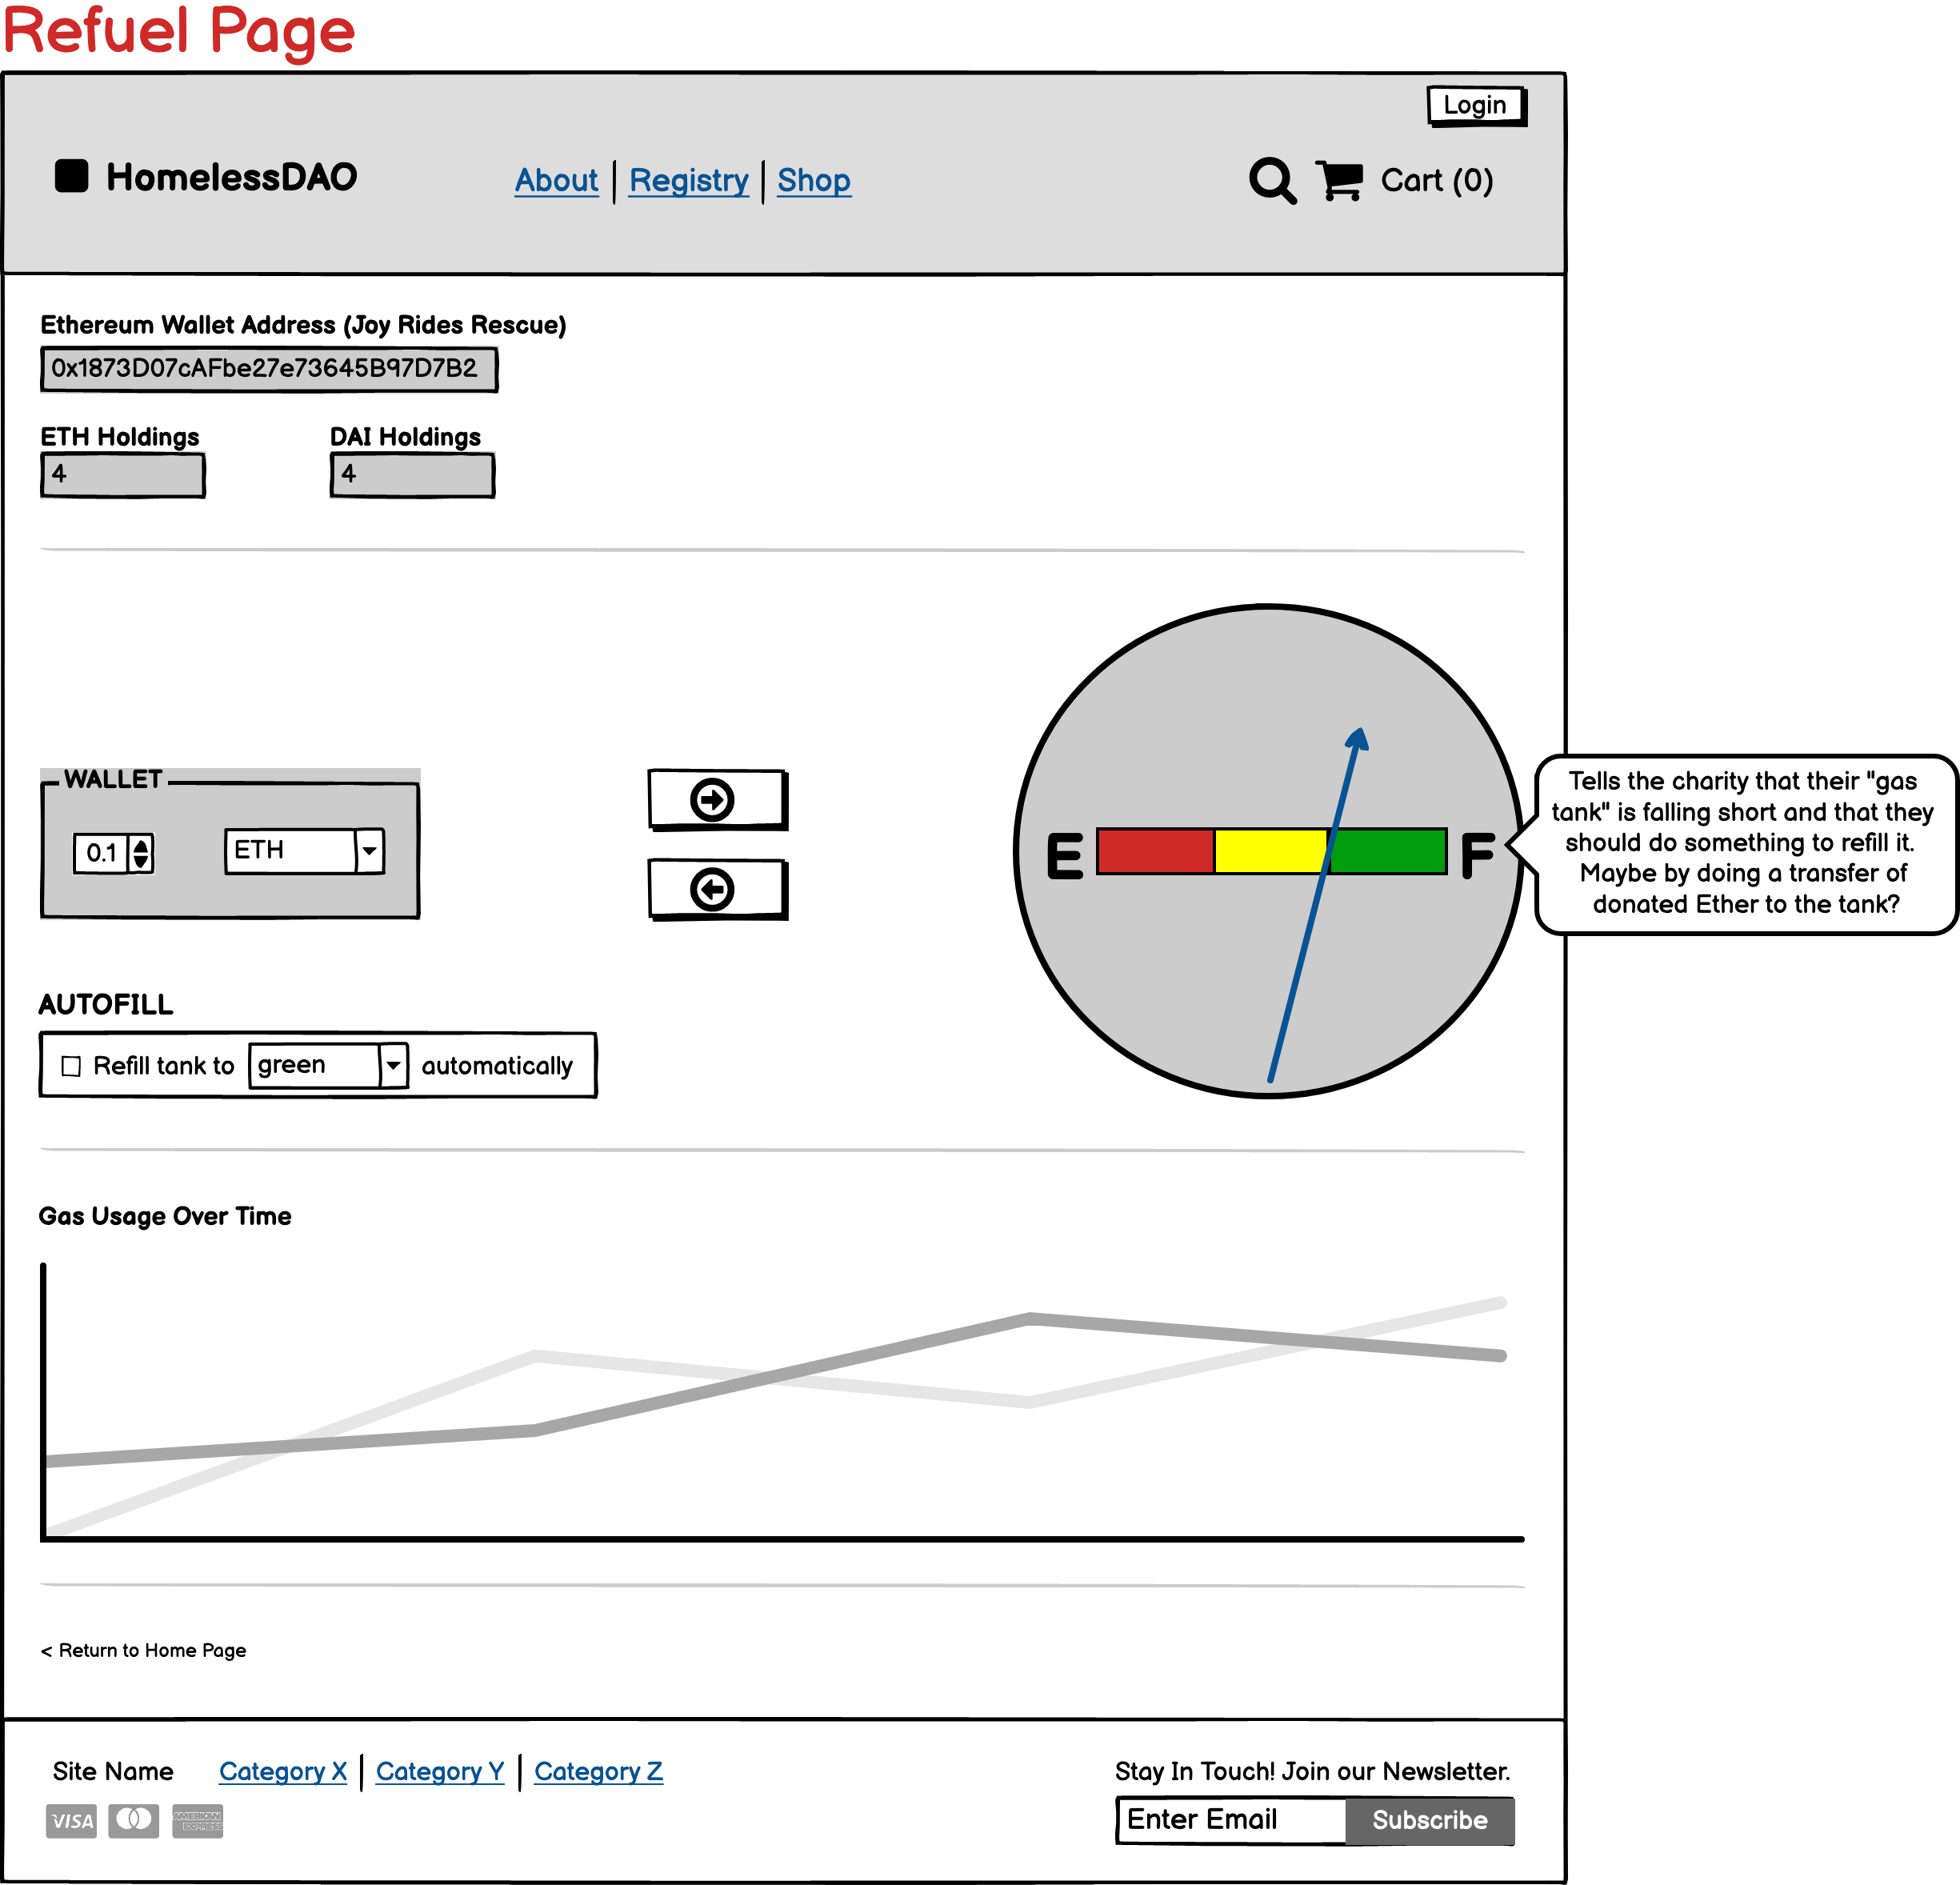 Refuel Page
Login
HomelessDAO
About | Registry | Shop
Cart (0)
Ethereum Wallet Address (Joy Rides Rescue)
0x1873D07cAFbe27e73645B97D7B2
ETH Holdings
DAI Holdings
4
4
WALLET
0.1
ETH
E
F
Tells the charity that their "gas
tank" is falling short and that they
should do something to refill it.
Maybe by doing a transfer of
donated Ether to the tank?
AUTOFILL
Refill tank to green automatically
Gas Usage Over Time
< Return to Home Page
Site Name
Category X | Category Y | Category Z
VISA
AMERICAN
EXPRESS
Stay In Touch! Join our Newsletter.
Enter Email
Subscribe